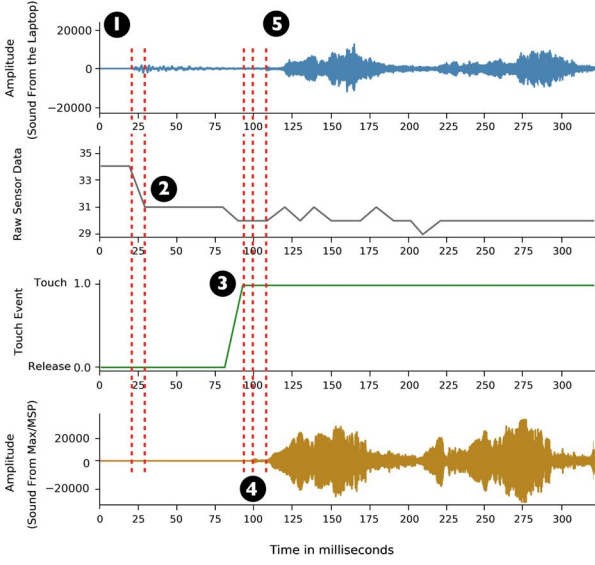 1
5
Amplitude
(Sound From the Laptop)
20000
0
−20000
0 25 50 75 100 125 150 175 200 225 250 275 300
Raw Sensor Data
35
33
31
29
2
0 25 50 75 100 125 150 175 200 225 250 275 300
Touch Event
Touch 1.0
Release 0.0
3
0 25 50 75 100 125 150 175 200 225 250 275 300
Amplitude
(Sound From Max/MSP)
20000
0
−20000
4
0 25 50 75 100 125 150 175 200 225 250 275 300
Time in milliseconds